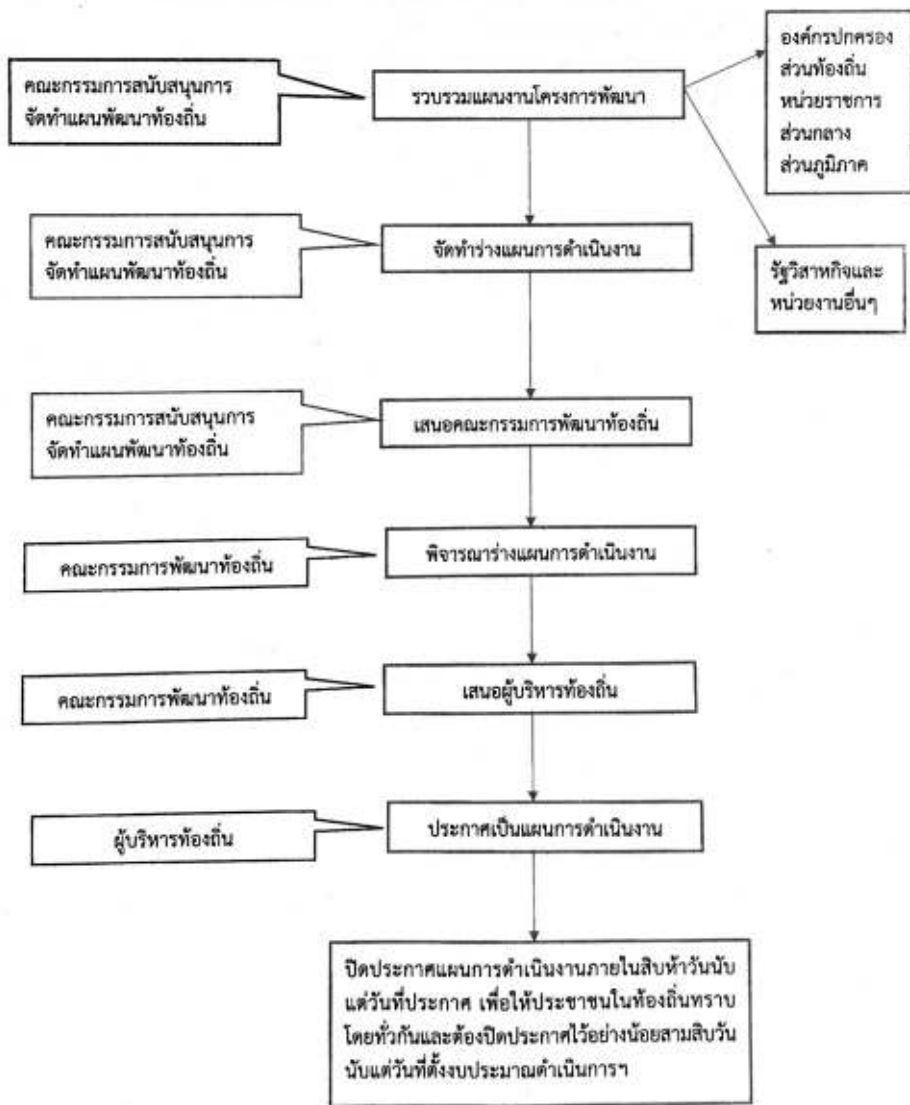 องค์กรปกครอง
ส่วนท้องถิ่น
หน่วยราชการ
ส่วนกลาง
ส่วนภูมิภาค
คณะกรรมการสนับสนุนการ
จัดทำแผนพัฒนาท้องถิ่น
รวบรวมแผนงานโครงการพัฒนา
คณะกรรมการสนับสนุนการ
จัดทำแผนพัฒนาท้องถิ่น
จัดทำร่างแผนการดำเนินงาน
รัฐวิสาหกิจและ
หน่วยงานอื่นๆ
คณะกรรมการสนับสนุนการ
จัดทำแผนพัฒนาท้องถิ่น
เสนอคณะกรรมการพัฒนาท้องถิ่น
คณะกรรมการพัฒนาท้องถิ่น
พิจารณาร่างแผนการดำเนินงาน
คณะกรรมการพัฒนาท้องถิ่น
เสนอผู้บริหารท้องถิ่น
ผู้บริหารท้องถิ่น
ประกาศเป็นแผนการดำเนินงาน
ปิดประกาศแผนการดำเนินงานภายในสิบห้าวันนับ
แต่วันที่ประกาศ เพื่อให้ประชาชนในท้องถิ่นทราบ
โดยทั่วกันและต้องปิดประกาศไว้อย่างน้อยสามสิบวัน
นับแต่วันที่ตั้งงบประมาณดำเนินการฯ